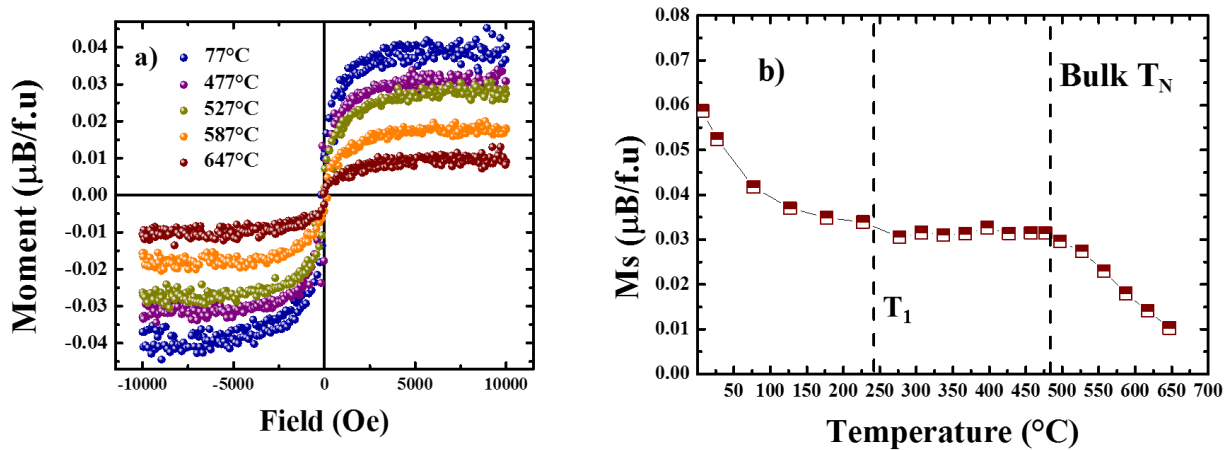 a)
77°C
477°C
527°C
587°C
647°C
0.04
0.03
0.02
0.01
0.00
-0.01
-0.02
-0.03
-0.04
-10000 -5000 0 5000 10000
Moment (μB/f.u)
Field (Oe)
b)
Bulk T_N
T_1
0.08
0.07
0.06
0.05
0.04
0.03
0.02
0.01
0.00
50 100 150 200 250 300 350 400 450 500 550 600 650 700
Ms (μB/f.u)
Temperature (°C)